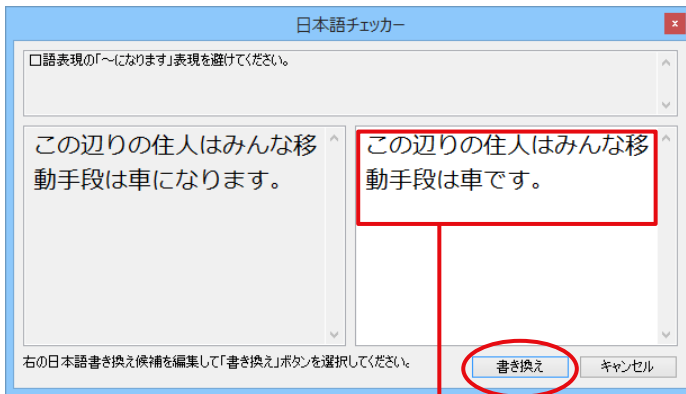 日本語チェッカー
口語表現の「～になります」表現を避けてください。
この辺りの住人はみんな移
動手段は車になります。
この辺りの住人はみんな移
動手段は車です。
右の日本語書き換え候補を編集して「書き換え」ボタンを選択してください。
書き換え
キャンセル